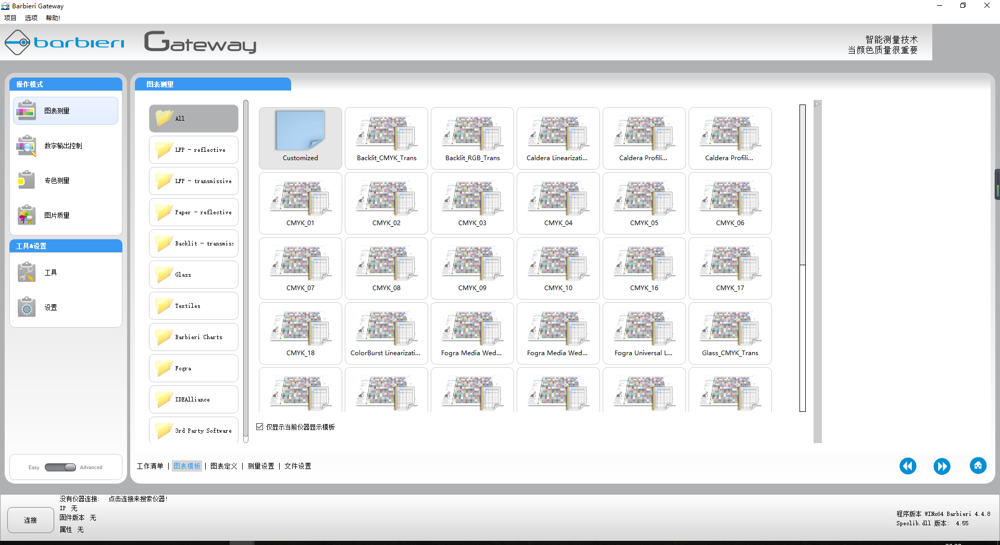 Barbieri Gateway
项目 选项 帮助!
barbieri Gateway
智能测量技术
当颜色质量很重要
操作模式
图表测量
数字输出控制
专色测量
图片质量
工具&设置
工具
设置
Easy Advanced
图表测量
All
LFP - reflective
LFP - transmissive
Paper - reflective
Backlit - transmis
Glass
Textiles
Barbieri Charts
Fogra
IDEAlliance
3rd Party Software
Customized
Backlit_CMYK_Trans
Backlit_RGB_Trans
Caldera Linearizati...
Caldera Profili...
Caldera Profili...
CMYK_01
CMYK_02
CMYK_03
CMYK_04
CMYK_05
CMYK_06
CMYK_07
CMYK_08
CMYK_09
CMYK_10
CMYK_16
CMYK_17
CMYK_18
ColorBurst Linearizati...
Fogra Media Wed...
Fogra Media Wed...
Fogra Universal L...
Glass_CMYK_Trans
仅显示当前仪器显示模板
工作清单 | 图表模板 | 图表定义 | 测量设置 | 文件设置
连接
没有仪器连接: 点击连接来搜索仪器!
IP 无
固件版本 无
属性 无
程序版本 WINx64 Barbieri 4.4.8
Speclib.dll 版本: 4.55